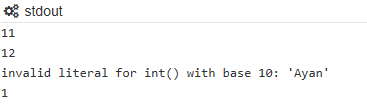 stdout
11
12
invalid literal for int() with base 10: 'Ayan'
1